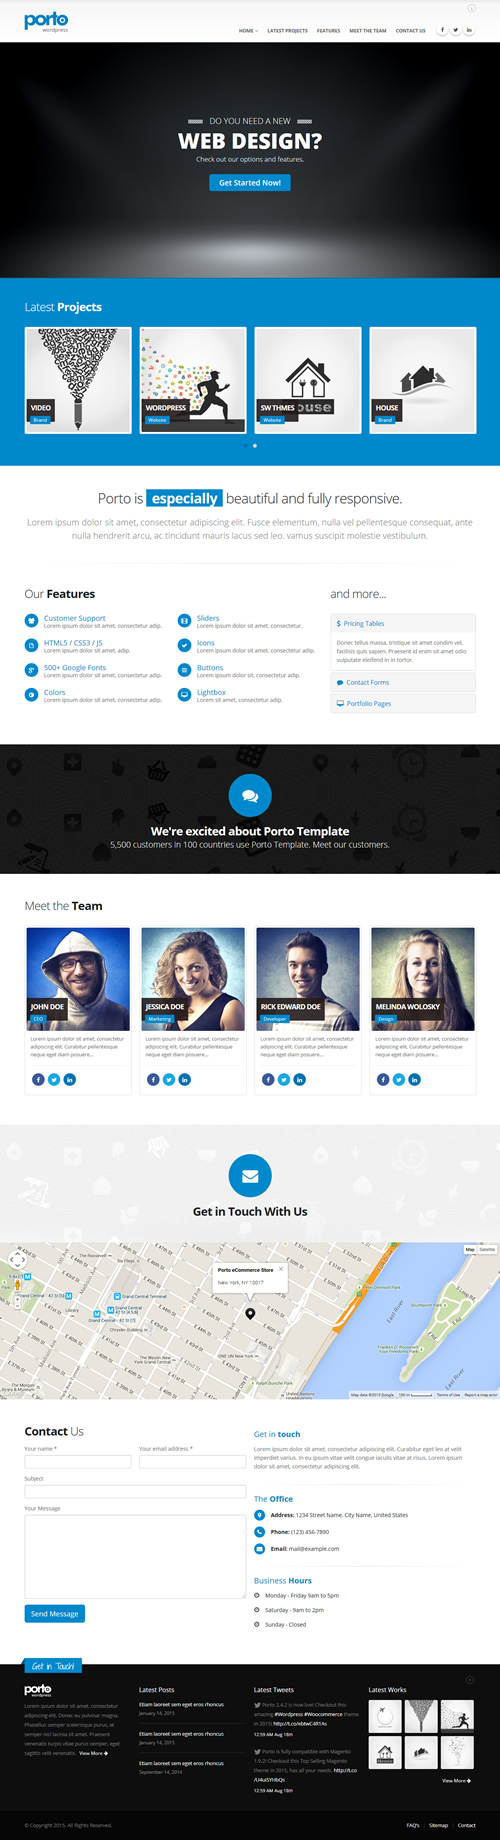 porto
wordpress
HOME
LATEST PROJECTS
FEATURES
MEET THE TEAM
CONTACT US
DO YOU NEED A NEW
WEB DESIGN?
Check out our options and features.
Get Started Now!
Latest Projects
VIDEO
Brand
WORDPRESS
Website
SW THMES
Website
HOUSE
Brand
Porto is especially beautiful and fully responsive.
Lorem ipsum dolor sit amet, consectetur adipiscing elit. Fusce elementum, nulla vel pellentesque consequat, ante
nulla hendrerit arcu, ac tincidunt mauris lacus sed leo. vamus suscipit molestie vestibulum.
Our Features
Customer Support
Lorem ipsum dolor sit amet, consectetur adip.
HTML5 / CSS3 / JS
Lorem ipsum dolor sit amet, adip.
500+ Google Fonts
Lorem ipsum dolor sit amet, consectetur adip.
Colors
Lorem ipsum dolor sit amet, consectetur adip.
Sliders
Lorem ipsum dolor sit amet, consectetur.
Icons
Lorem ipsum dolor sit amet, consectetur adip.
Buttons
Lorem ipsum dolor sit, consectetur adip.
Lightbox
Lorem sit amet, consectetur adip.
and more...
Pricing Tables
Donec tellus massa, tristique sit amet condim vel,
facilisis quis sapien. Praesent id enim sit amet odio
vulputate eleifend in in tortor.
Contact Forms
Portfolio Pages
We're excited about Porto Template
5,500 customers in 100 countries use Porto Template. Meet our customers.
Meet the Team
JOHN DOE
CEO
Lorem ipsum dolor sit amet, consectetur
adipiscing elit. Curabitur pellentesque
neque eget diam posuere...
JESSICA DOE
Marketing
Lorem ipsum dolor sit amet, consectetur
adipiscing elit. Curabitur pellentesque
neque eget diam posuere...
RICK EDWARD DOE
Developer
Lorem ipsum dolor sit amet, consectetur
adipiscing elit. Curabitur pellentesque
neque eget diam posuere...
MELINDA WOLOSKY
Design
Lorem ipsum dolor sit amet, consectetur
adipiscing elit. Curabitur pellentesque
neque eget diam posuere...
Get in Touch With Us
Porto eCommerce Store
New York, NY 10017
Map
Satellite
Grand Central Terminal
Chrysler Building
ONE UN New York
East River
Map data ©2015 Google
100 m
Terms of Use
Report a map error
Contact Us
Your name *
Your email address *
Subject
Your Message
Send Message
Get in touch
Lorem ipsum dolor sit amet, consectetur adipiscing elit. Curabitur eget leo at velit
imperdiet varius. In eu ipsum vitae velit congue iaculis vitae at risus. Lorem ipsum
dolor sit amet, consectetur adipiscing elit.
The Office
Address: 1234 Street Name, City Name, United States
Phone: (123) 456-7890
Email: mail@example.com
Business Hours
Monday - Friday 9am to 5pm
Saturday - 9am to 2pm
Sunday - Closed
Get in Touch!
porto
wordpress
Lorem ipsum dolor sit amet, consectetur
adipiscing elit. Donec eu pulvinar magna.
Phasellus semper scelerisque purus, et
semper nisl lacinia sit amet. Praesent
venenatis turpis vitae purus semper, eget
sagittis velit venenatis. View More
Latest Posts
Etiam laoreet sem eget eros rhoncus
January 14, 2015
Etiam laoreet sem eget eros rhoncus
January 14, 2015
Etiam laoreet sem eget eros rhoncus
September 14, 2014
Latest Tweets
Porto 2.4.2 is now live! Checkout this
amazing #Wordpress #Woocommerce theme
in 2015!
12:59 AM Aug 18th
Porto is fully compatible with Magento
1.9.2! Checkout this Top Selling Magento
theme in 2015, has all your needs.
12:59 AM Aug 18th
Latest Works
View More
© Copyright 2015. All Rights Reserved.
FAQ's
Sitemap
Contact